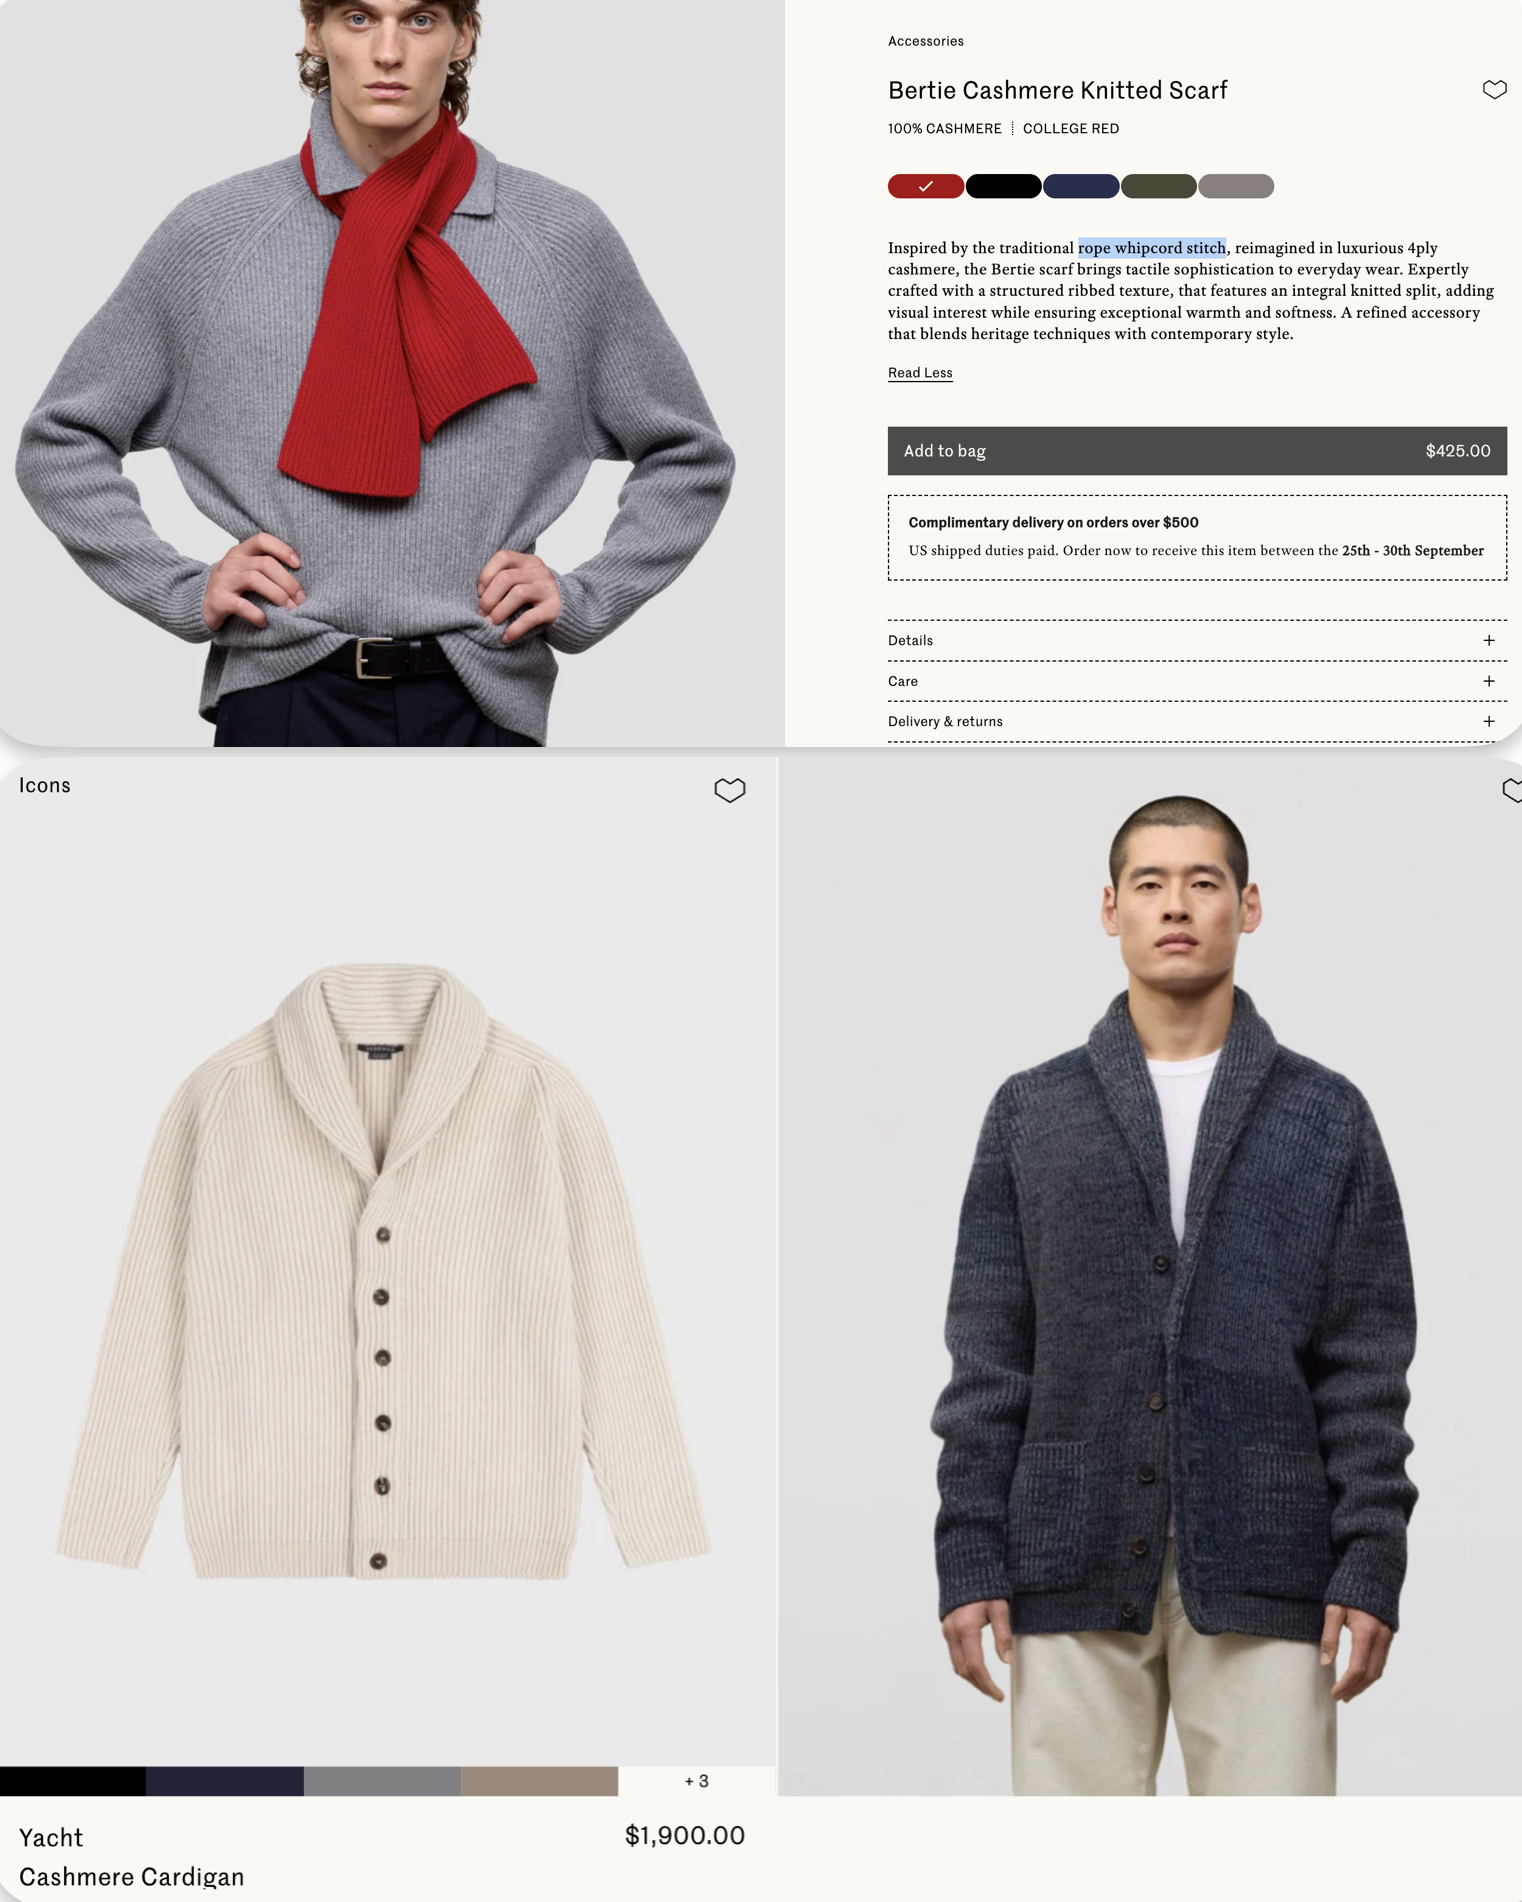 Accessories
Bertie Cashmere Knitted Scarf
100% CASHMERE
COLLEGE RED
Inspired by the traditional rope whipcord stitch, reimagined in luxurious 4ply
cashmere, the Bertie scarf brings tactile sophistication to everyday wear. Expertly
crafted with a structured ribbed texture, that features an integral knitted split, adding
visual interest while ensuring exceptional warmth and softness. A refined accessory
that blends heritage techniques with contemporary style.
Read Less
Add to bag $425.00
Complimentary delivery on orders over $500
US shipped duties paid. Order now to receive this item between the 25th - 30th September
Details +
Care +
Delivery & returns +
Icons
+ 3
Yacht $1,900.00
Cashmere Cardigan